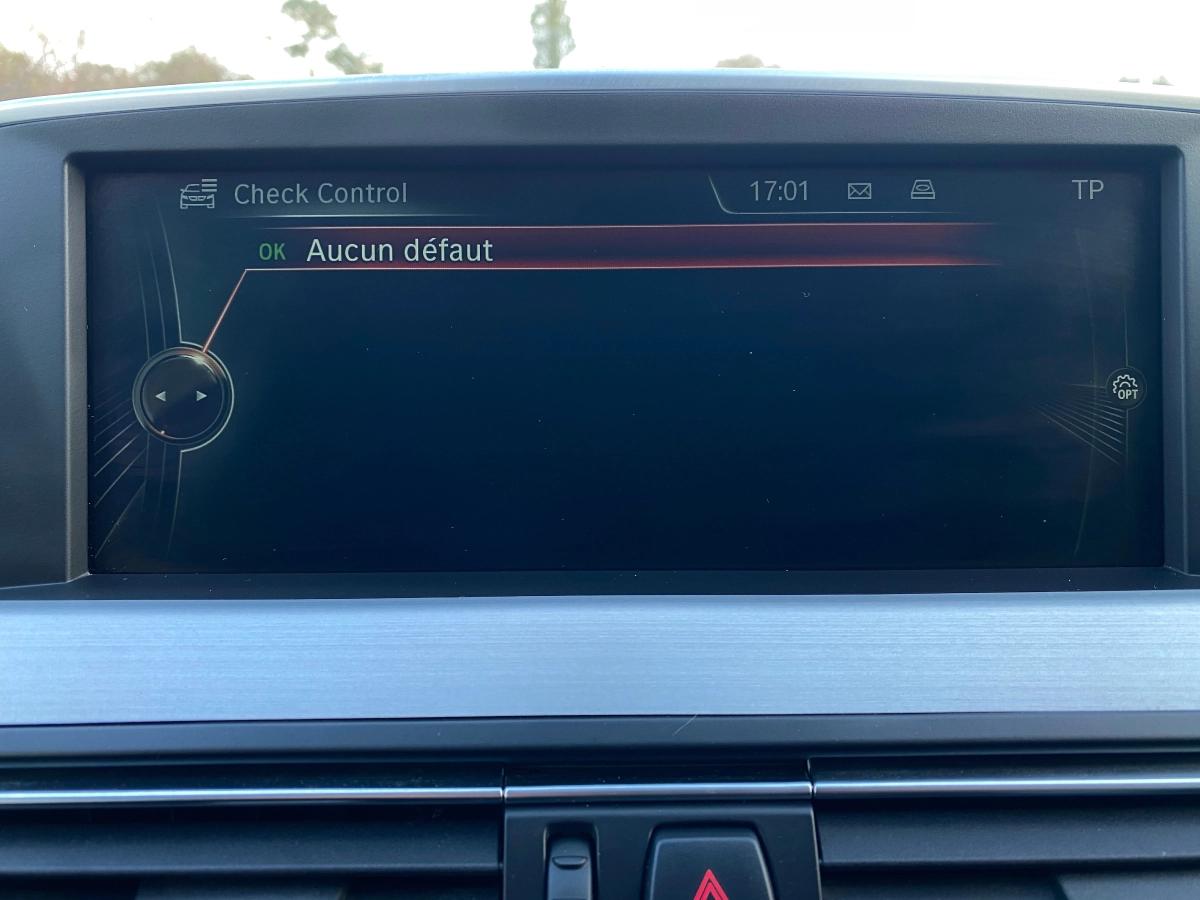 Check Control
17:01
TP
OK Aucun défaut
OPT